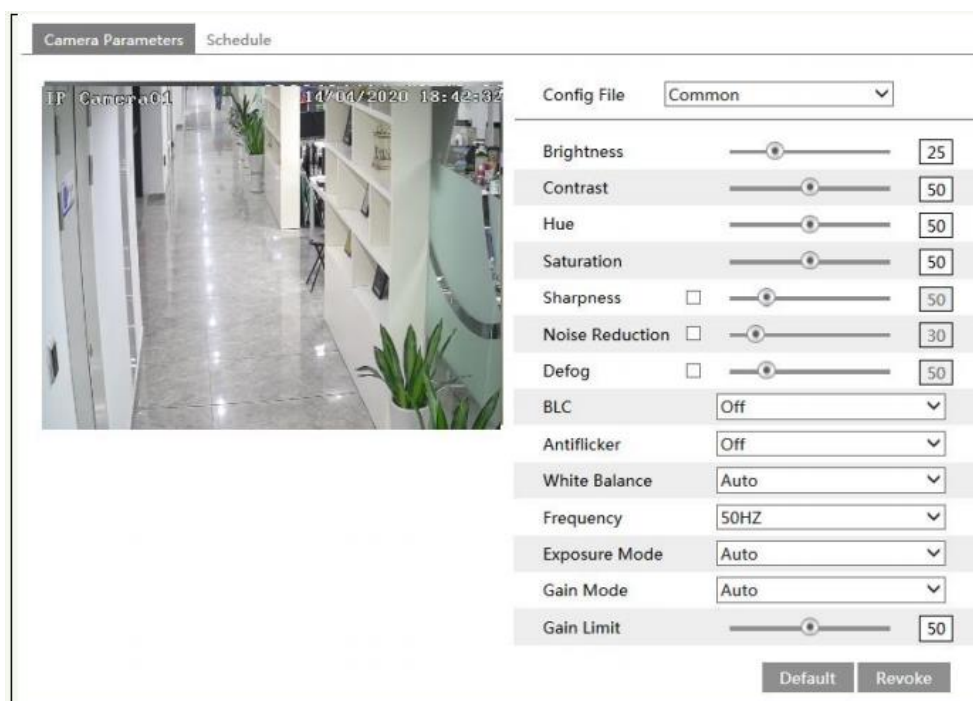 Camera Parameters Schedule
IP Camera01 14/04/2020 18:42:32
Config File Common
Brightness 25
Contrast 50
Hue 50
Saturation 50
Sharpness 50
Noise Reduction 30
Defog 50
BLC Off
Antiflicker Off
White Balance Auto
Frequency 50HZ
Exposure Mode Auto
Gain Mode Auto
Gain Limit 50
Default Revoke